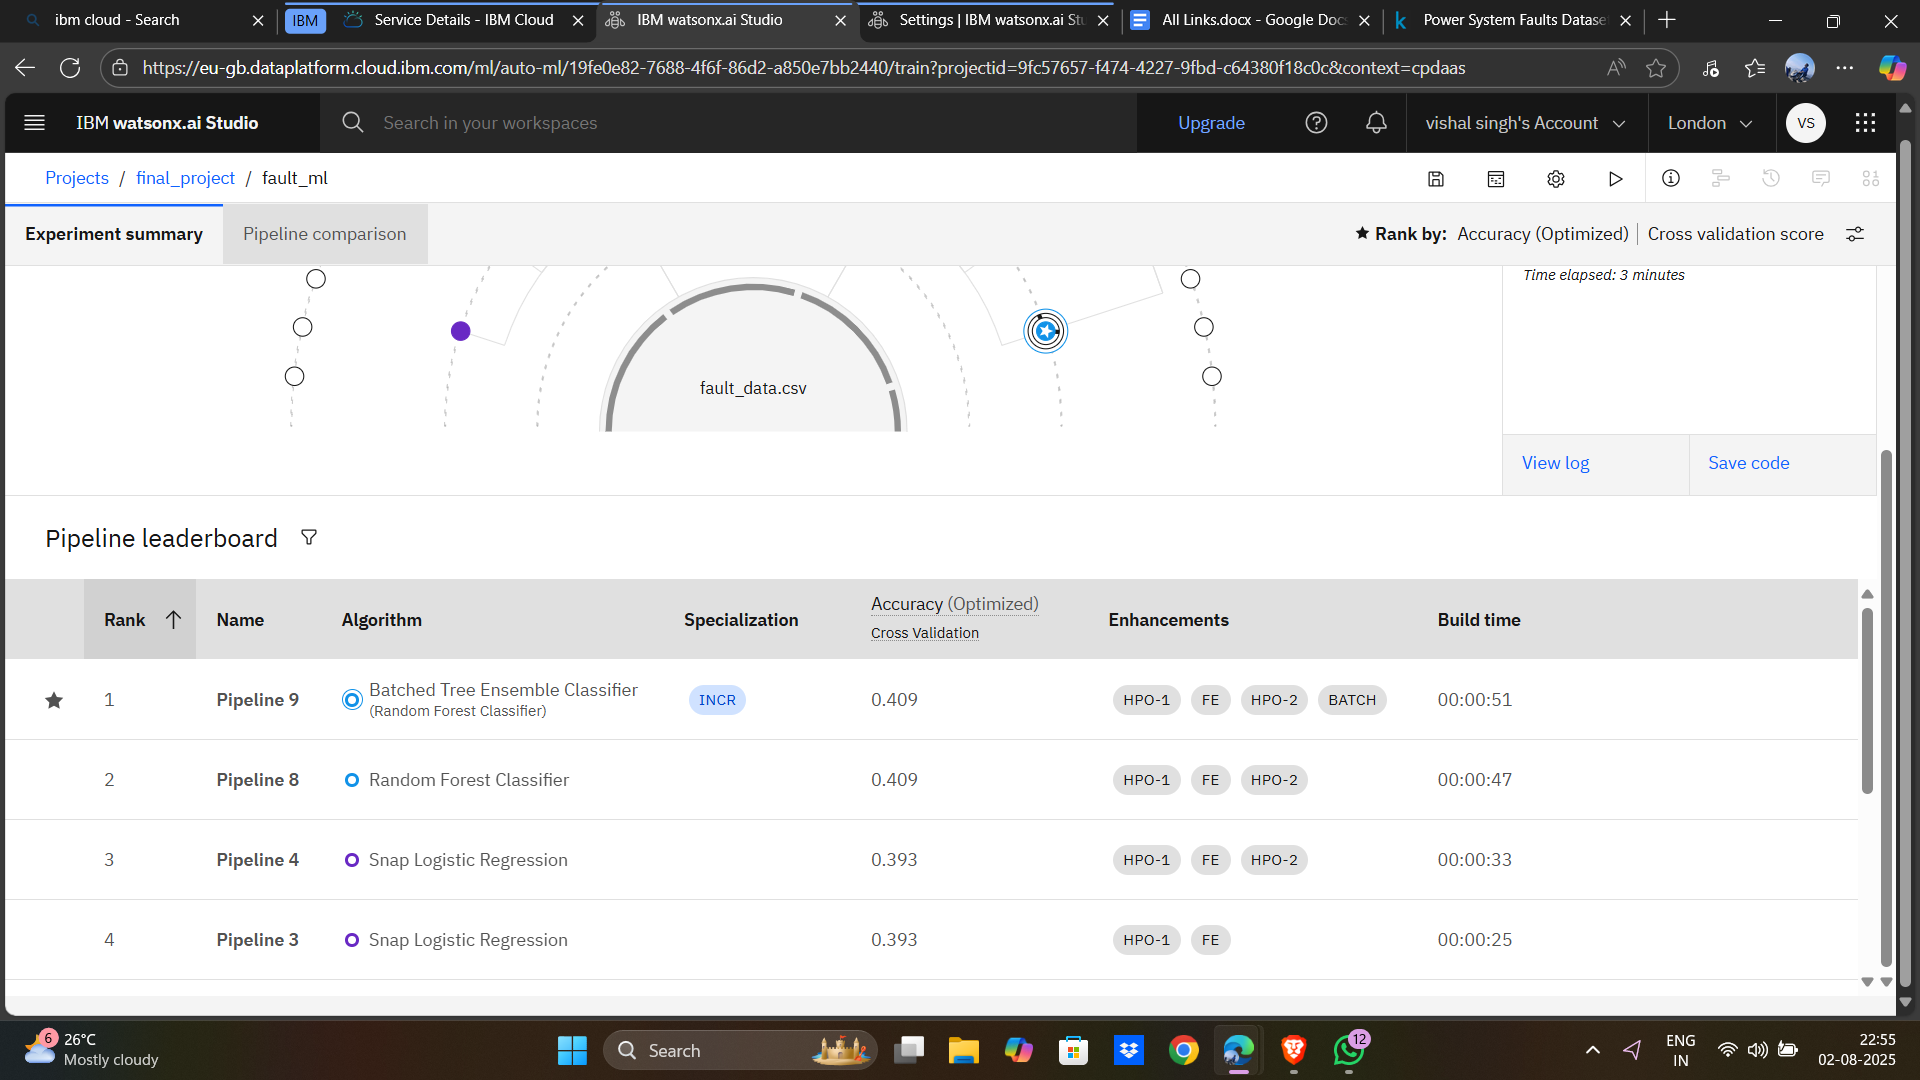 ibm cloud - Search
IBM
Service Details - IBM Cloud
IBM watsonx.ai Studio
Settings | IBM watsonx.ai Stu
All Links.docx - Google Docs
Power System Faults Dataset
https://eu-gb.dataplatform.cloud.ibm.com/ml/auto-ml/19fe0e82-7688-4f6f-86d2-a850e7bb2440/train?projectid=9fc57657-f474-4227-9fbd-c64380f18c0c&context=cpdaas
IBM watsonx.ai Studio
Search in your workspaces
Upgrade
vishal singh's Account
London
VS
Projects / final_project / fault_ml
Experiment summary
Pipeline comparison
Rank by: Accuracy (Optimized) | Cross validation score
Time elapsed: 3 minutes
fault_data.csv
View log
Save code
Pipeline leaderboard
Rank Name Algorithm Specialization Accuracy (Optimized) Enhancements Build time
Cross Validation
1 Pipeline 9 Batched Tree Ensemble Classifier INCR 0.409 HPO-1 FE HPO-2 BATCH 00:00:51
(Random Forest Classifier)
2 Pipeline 8 Random Forest Classifier 0.409 HPO-1 FE HPO-2 00:00:47
3 Pipeline 4 Snap Logistic Regression 0.393 HPO-1 FE HPO-2 00:00:33
4 Pipeline 3 Snap Logistic Regression 0.393 HPO-1 FE 00:00:25
6
26°C
Mostly cloudy
Search
12
ENG
IN
22:55
02-08-2025